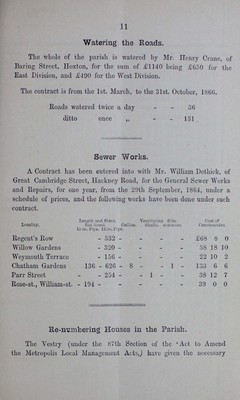 11
Watering the Roads.
The whole of the parish is watered by Mr. Henry Crane, of
Baring Street, Hoxton, for the sum of £1140 being £650 for the
East Division, and £490 for the West Division.
The contract is from the 1st. March, to the 31st. October, 1866.
Roads watered twice a day - - 56
ditto once „ - - 131
Sewer Works.
A Contract has been entered into with Mr. William Dethick, of
Great Cambridge Street, Hackney Road, for the General Sewer Works
and Repairs, for one year, from the 29th September, 1864, under a
schedule of prices, and the following works have been done under such
contract.
Locality. Gullies. Ventilating Shafts. Side entrances. Cost of Construction.
Regent's Row - 532 - - - - £68 8 0
Willow Gardens - 320 - - - - 38 18 10
Weymouth Terrace - 156 - - - - 22 10 2
Chatham Gardens 136 - 626 - 8 - - 1 - 133 6 6
Parr Street - - 254 - - 1 - - 38 12 7
Rose-st., William-st. - 194 - - - - - 39 0 0
Re-numbering Houses in the Parish.
The Vestry (under the 87th Section of the 'Act to Amend
the Metropolis Local Management Acts,) have given the necessary